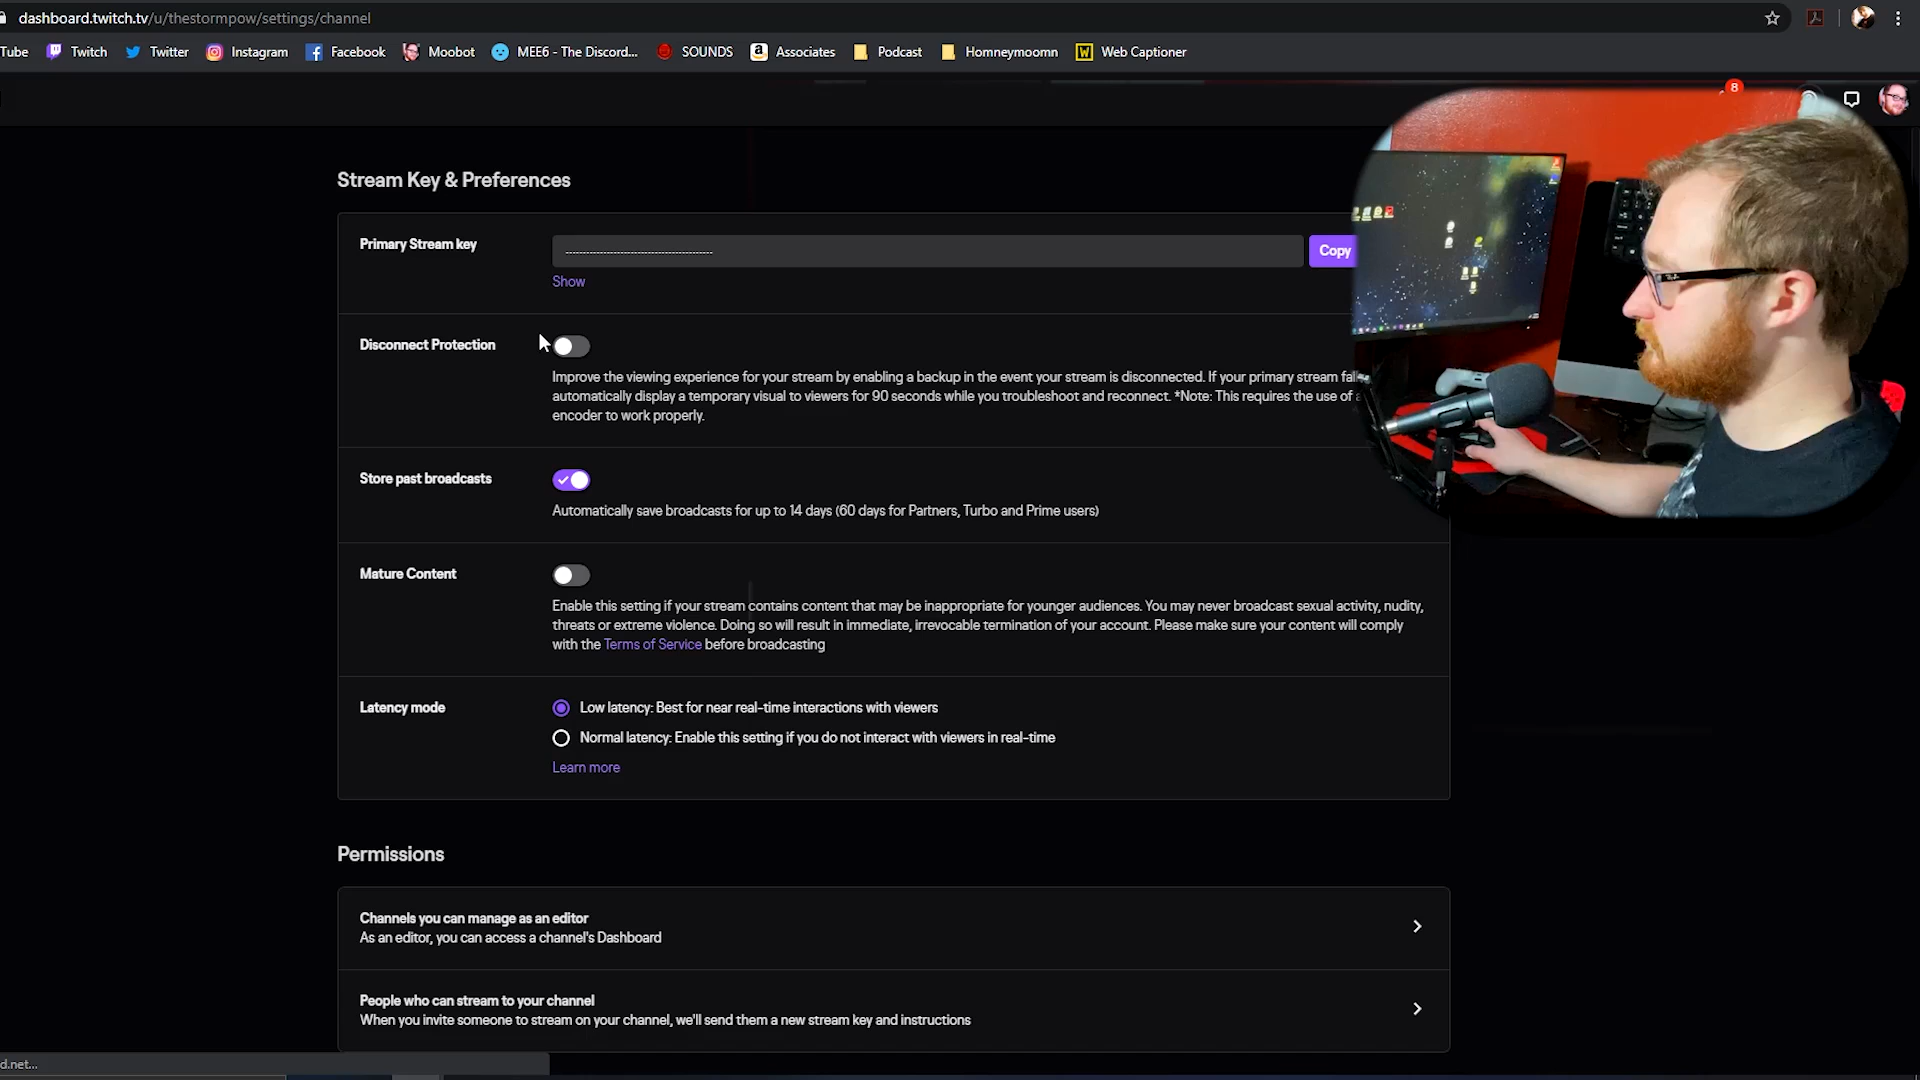 dashboard.twitch.tv/u/thestormpow/settings/channel
Tube Twitch Twitter Instagram Facebook Moobot MEE6 - The Discord... SOUNDS Associates Podcast Homneymoomn Web Captioner
8
Stream Key & Preferences
Primary Stream key
Copy
Show
Disconnect Protection
Improve the viewing experience for your stream by enabling a backup in the event your stream is disconnected. If your primary stream
automatically display a temporary visual to viewers for 90 seconds while you troubleshoot and reconnect. *Note: This requires the use of
encoder to work properly.
Store past broadcasts
Automatically save broadcasts for up to 14 days (60 days for Partners, Turbo and Prime users)
Mature Content
Enable this setting if your stream contains content that may be inappropriate for younger audiences. You may never broadcast sexual activity, nudity,
threats or extreme violence. Doing so will result in immediate, irrevocable termination of your account. Please make sure your content will comply
with the Terms of Service before broadcasting
Latency mode
Low latency: Best for near real-time interactions with viewers
Normal latency: Enable this setting if you do not interact with viewers in real-time
Learn more
Permissions
Channels you can manage as an editor
As an editor, you can access a channel's Dashboard
People who can stream to your channel
When you invite someone to stream on your channel, we'll send them a new stream key and instructions
d.net...